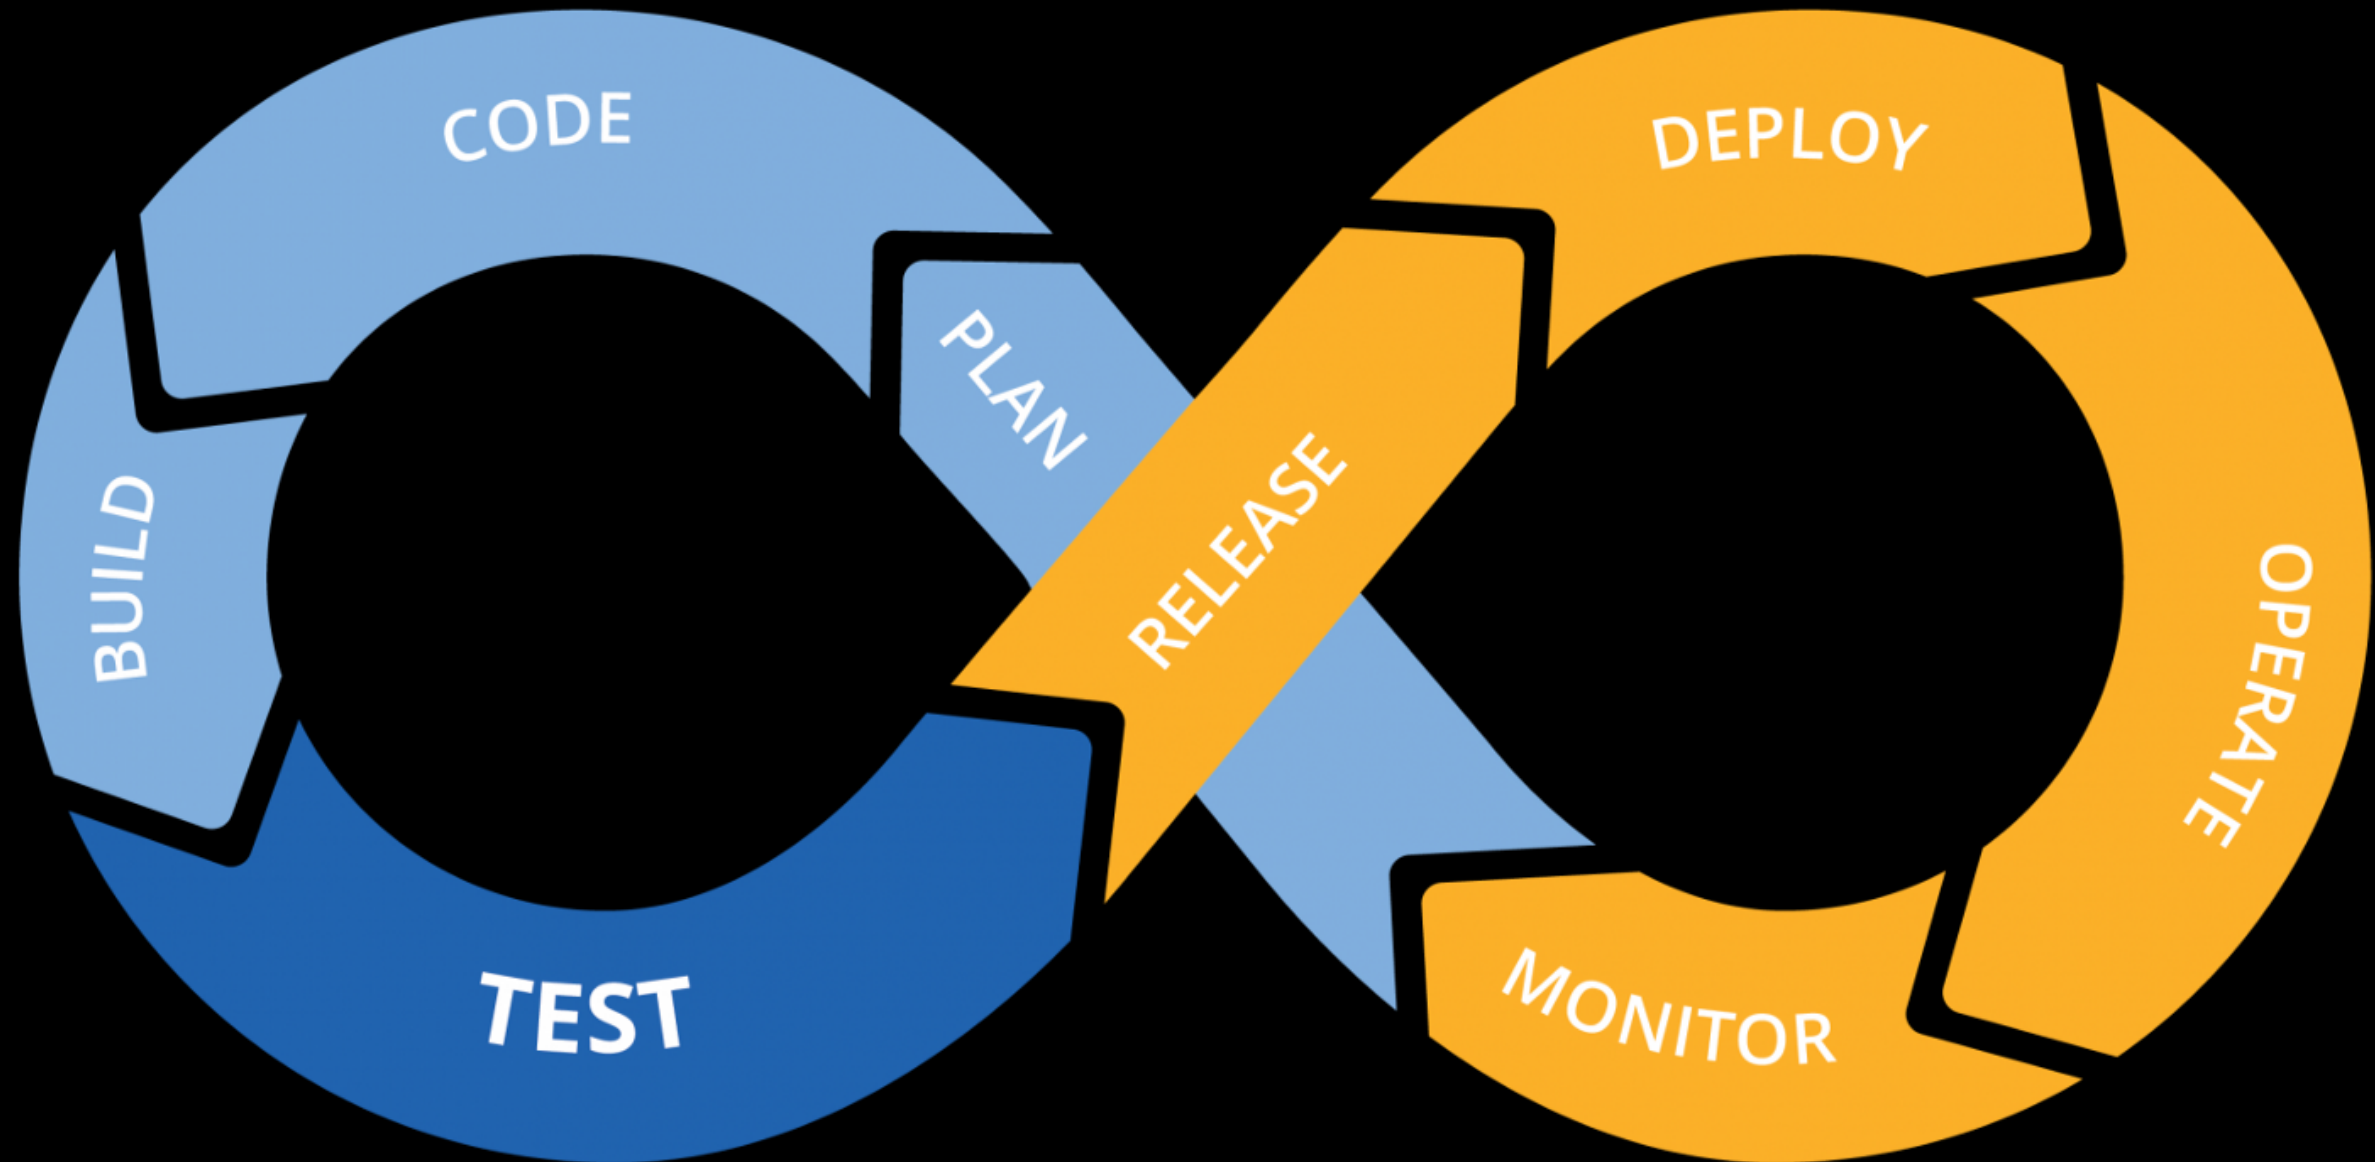 CODE
DEPLOY
PLAN
RELEASE
BUILD
OPERATE
TEST
MONITOR